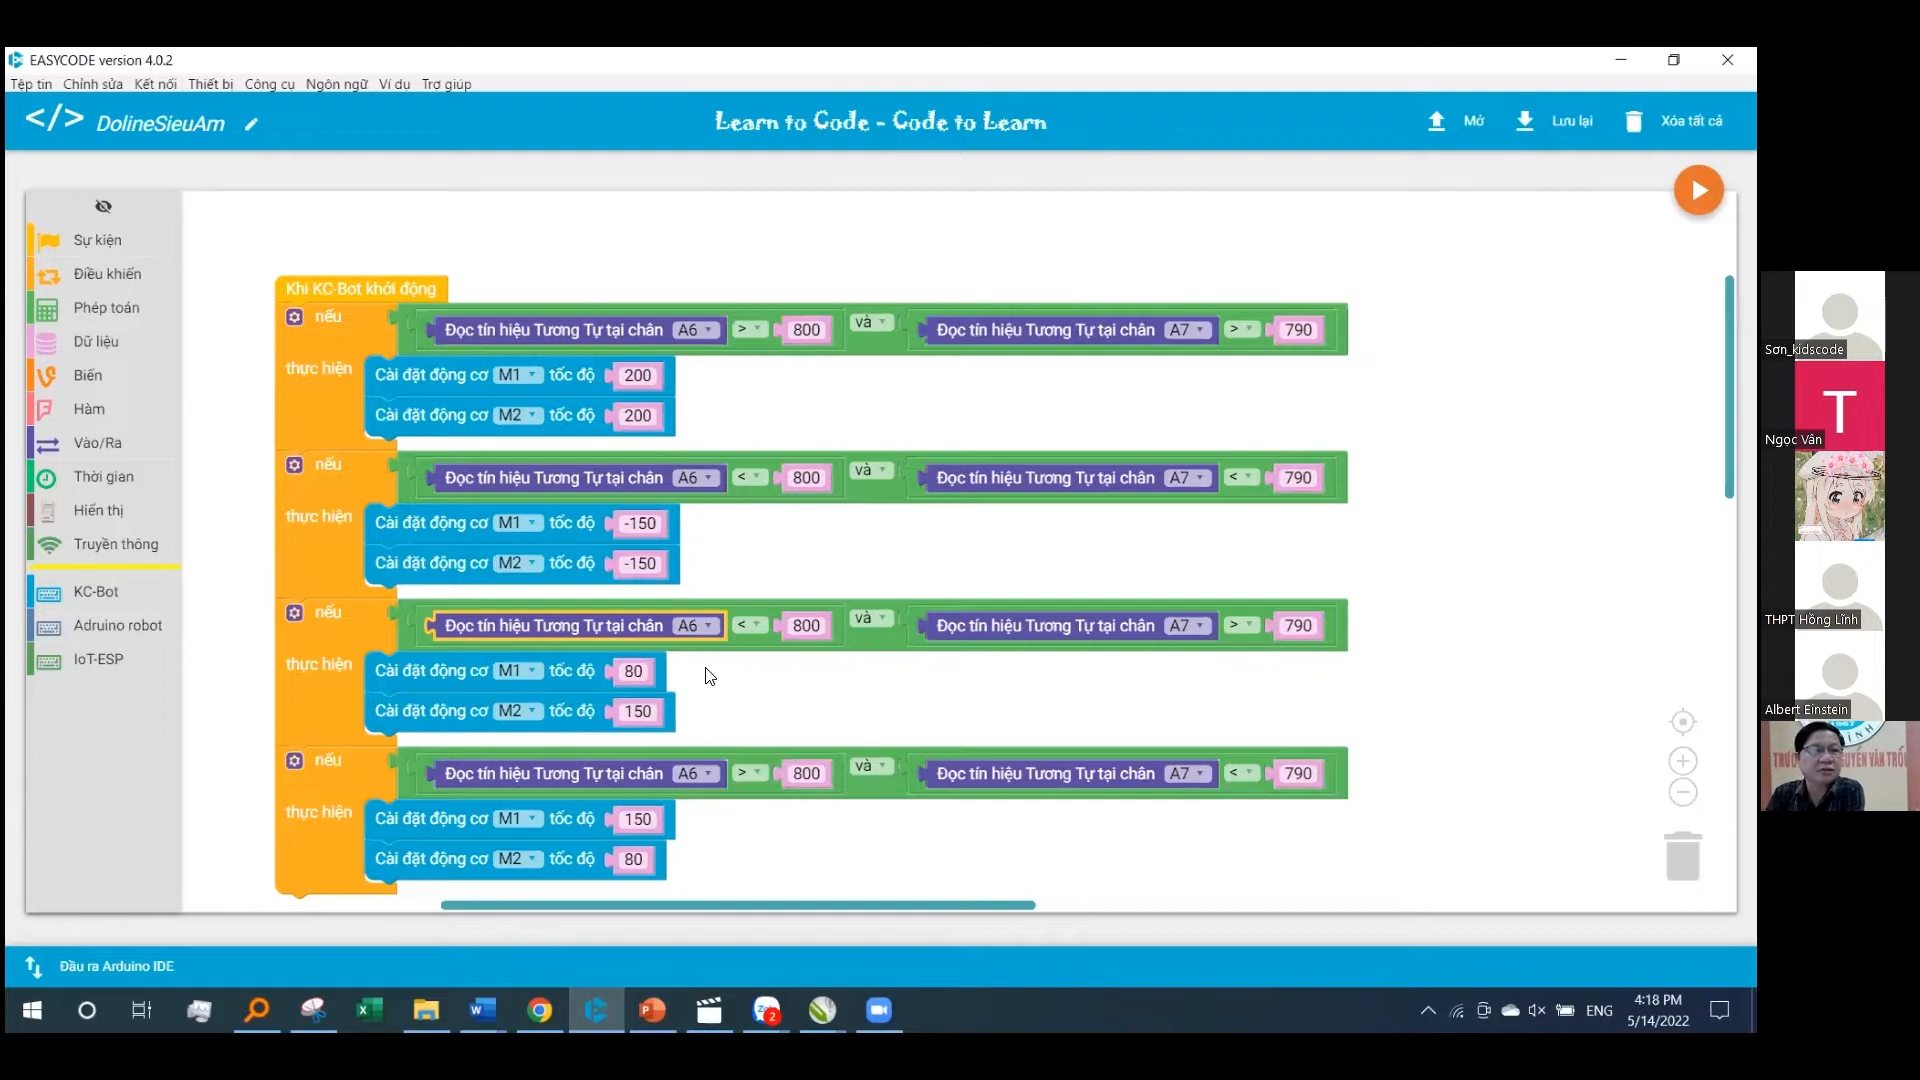 EASYCODE version 4.0.2
Tệp tin Chỉnh sửa Kết nối Thiết bị Công cụ Ngôn ngữ Ví dụ Trợ giúp
</> DolineSieuAm
Learn to Code - Code to Learn
Mở Lưu lại Xóa tất cả
Sự kiện
Điều khiển
Phép toán
Dữ liệu
Biến
Hàm
Vào/Ra
Thời gian
Hiển thị
Truyền thông
KC-Bot
Adruino robot
IoT-ESP
Khi KC-Bot khởi động
nếu Đọc tín hiệu Tương Tự tại chân A6 > 800 và Đọc tín hiệu Tương Tự tại chân A7 > 790
thực hiện Cài đặt động cơ M1 tốc độ 200
Cài đặt động cơ M2 tốc độ 200
nếu Đọc tín hiệu Tương Tự tại chân A6 < 800 và Đọc tín hiệu Tương Tự tại chân A7 < 790
thực hiện Cài đặt động cơ M1 tốc độ -150
Cài đặt động cơ M2 tốc độ -150
nếu Đọc tín hiệu Tương Tự tại chân A6 < 800 và Đọc tín hiệu Tương Tự tại chân A7 > 790
thực hiện Cài đặt động cơ M1 tốc độ 80
Cài đặt động cơ M2 tốc độ 150
nếu Đọc tín hiệu Tương Tự tại chân A6 > 800 và Đọc tín hiệu Tương Tự tại chân A7 < 790
thực hiện Cài đặt động cơ M1 tốc độ 150
Cài đặt động cơ M2 tốc độ 80
Đầu ra Arduino IDE
2
ENG
4:18 PM
5/14/2022
Sơn_kidscode
T
Ngọc Vân
THPT Hồng Lĩnh
Albert Einstein